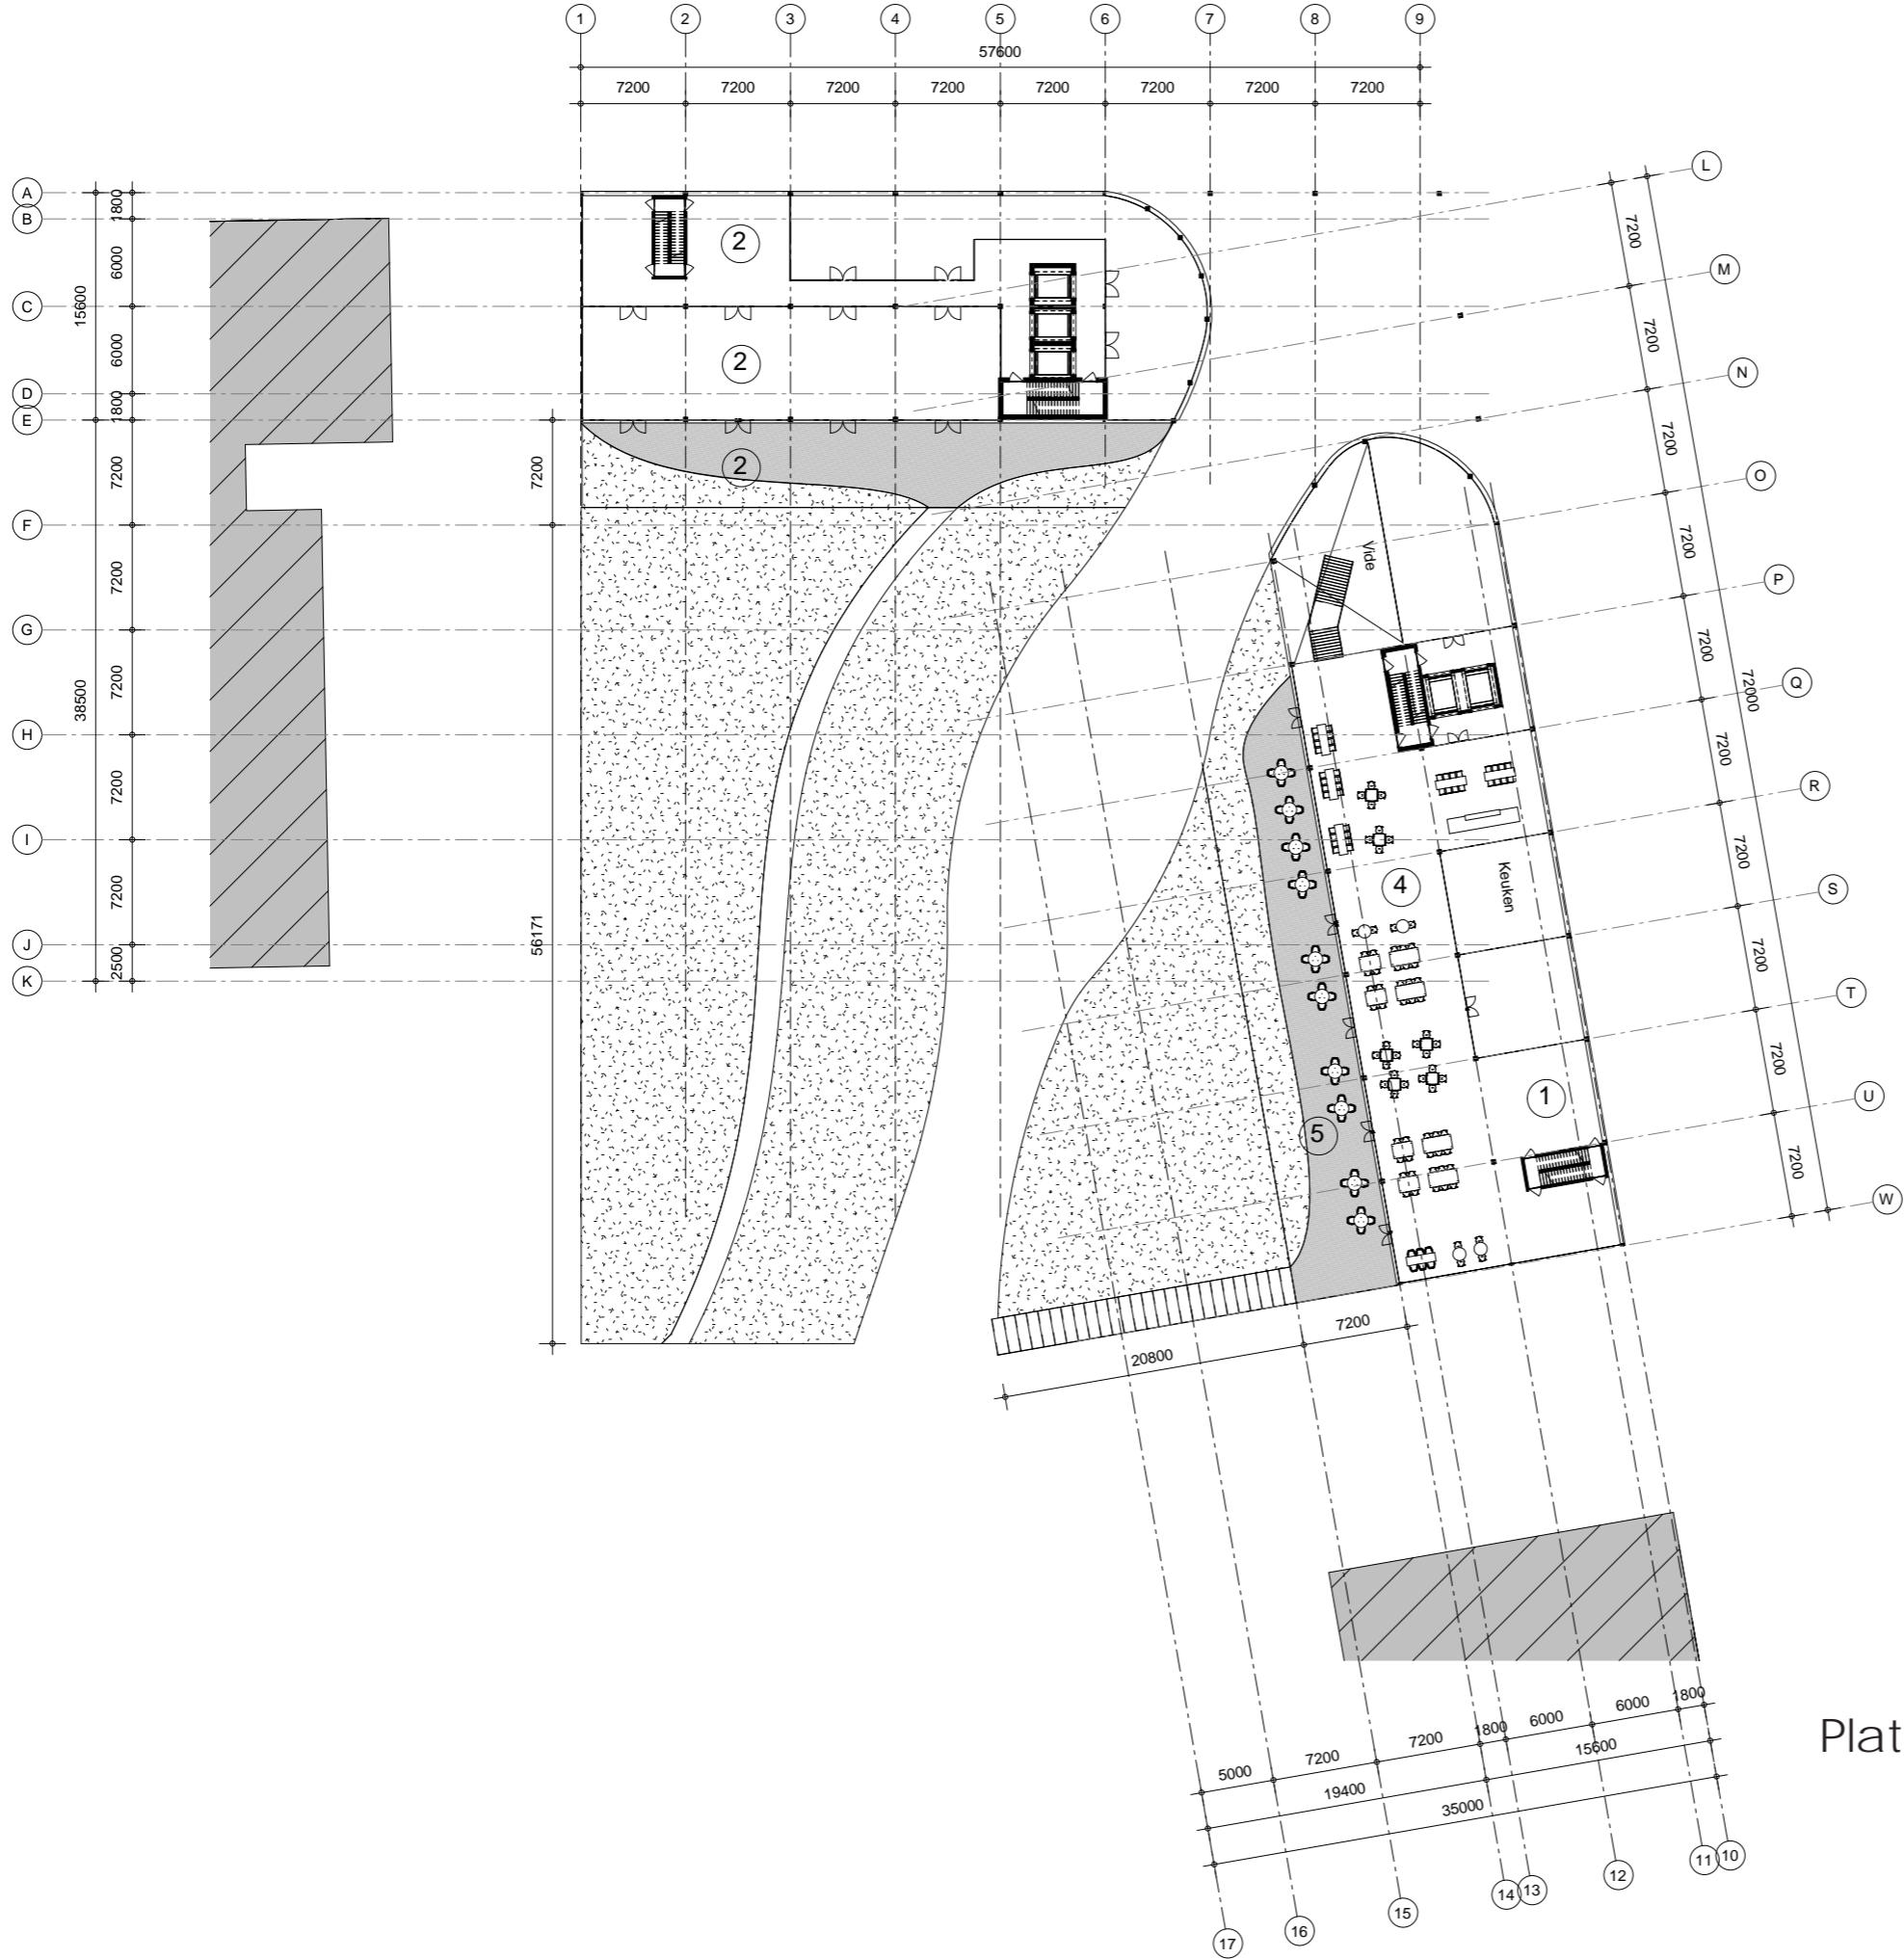 1 2 3 4 5 6 7 8 9
57600
7200 7200 7200 7200 7200 7200 7200 7200
A
B
C
D
E
F
G
H
I
J
K
15600
38500
1800
6000
6000
1800
7200
7200
7200
7200
7200
2500
7200
56171
2
2
2
L
M
N
O
P
Q
R
S
T
U
W
7200
7200
7200
7200
7200
7200
7200
7200
7200
7200
72000
Vide
4
Keuken
1
5
20800
7200
5000 7200 7200 1800 6000 6000 1800
19400 15600
35000
17 16 15 14 13 12 11 10
Plat